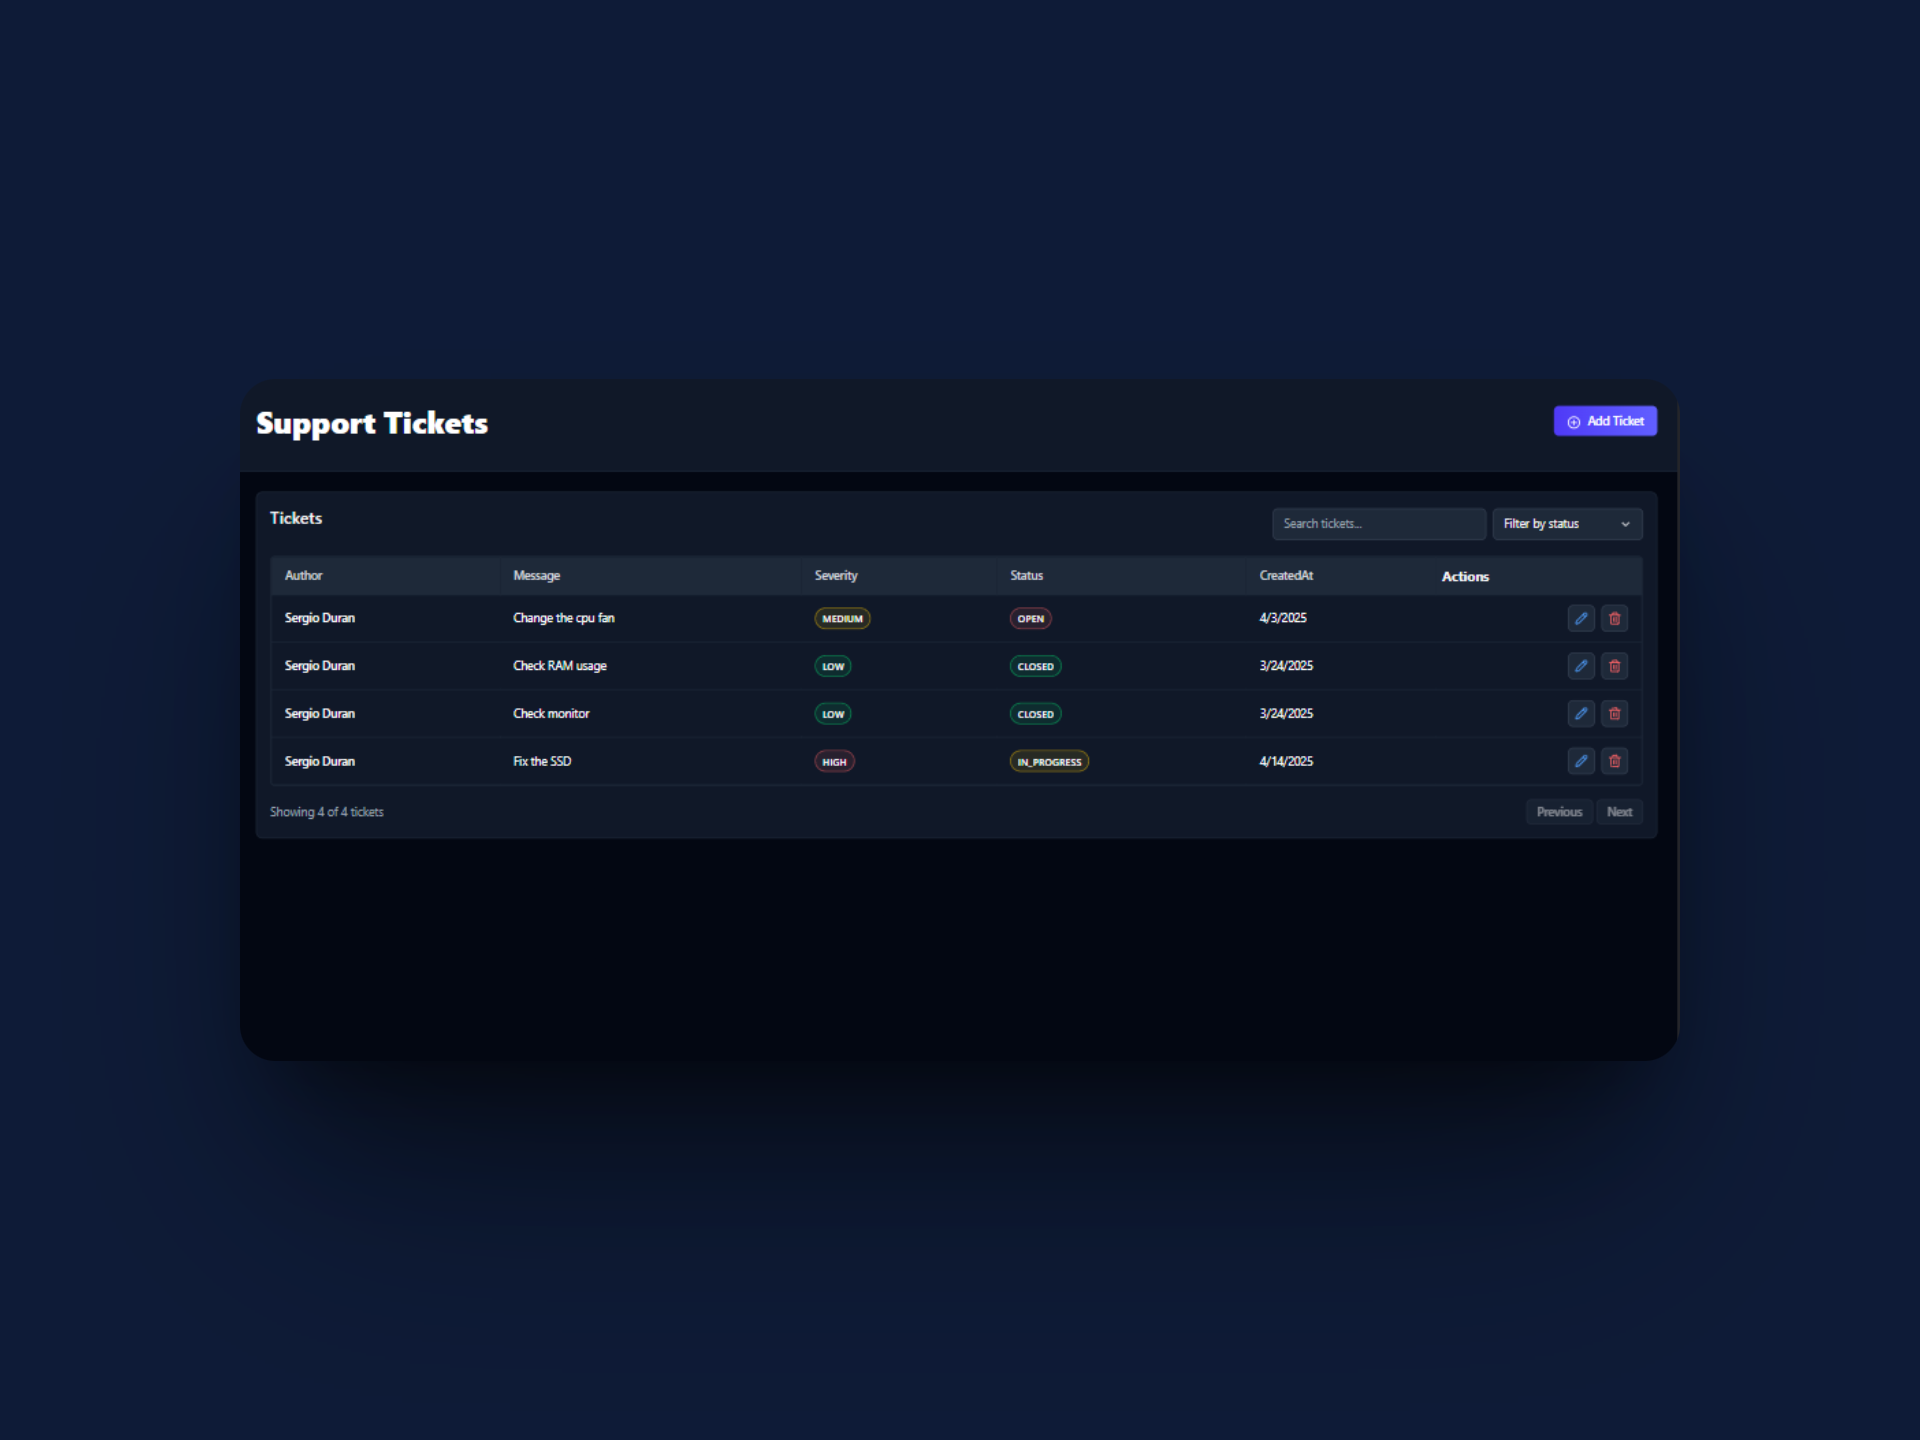 Support Tickets
Add Ticket
Tickets
Search tickets...
Filter by status
Author Message Severity Status CreatedAt Actions
Sergio Duran Change the cpu fan MEDIUM OPEN 4/3/2025
Sergio Duran Check RAM usage LOW CLOSED 3/24/2025
Sergio Duran Check monitor LOW CLOSED 3/24/2025
Sergio Duran Fix the SSD HIGH IN_PROGRESS 4/14/2025
Showing 4 of 4 tickets
Previous Next